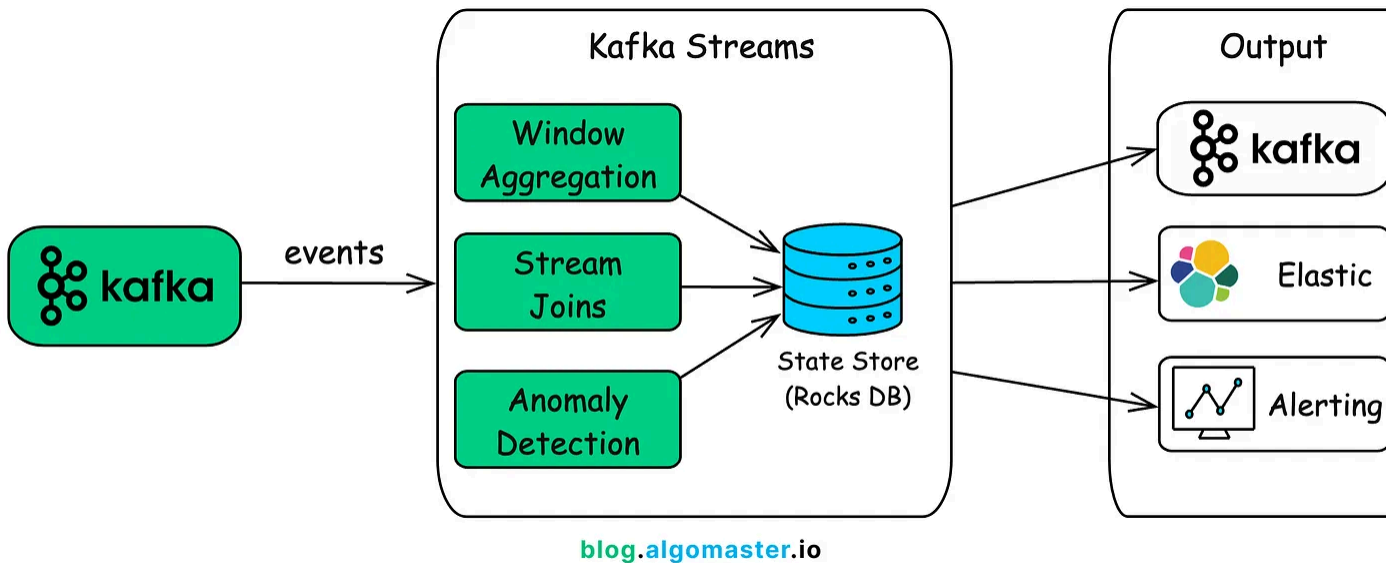 Kafka Streams
Output
Window
Aggregation
kafka
events
kafka
Stream
Joins
Elastic
State Store
(Rocks DB)
Anomaly
Detection
Alerting
blog.algomaster.io